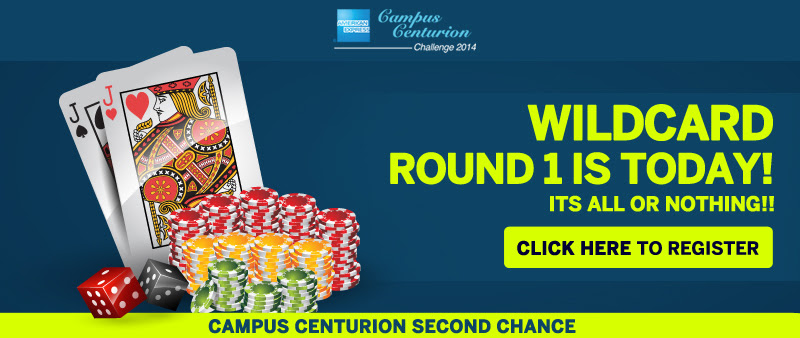 AMERICAN
EXPRESS
Campus
Centurion
Challenge 2014
J
J
WILDCARD
ROUND 1 IS TODAY!
ITS ALL OR NOTHING!!
CLICK HERE TO REGISTER
CAMPUS CENTURION SECOND CHANCE